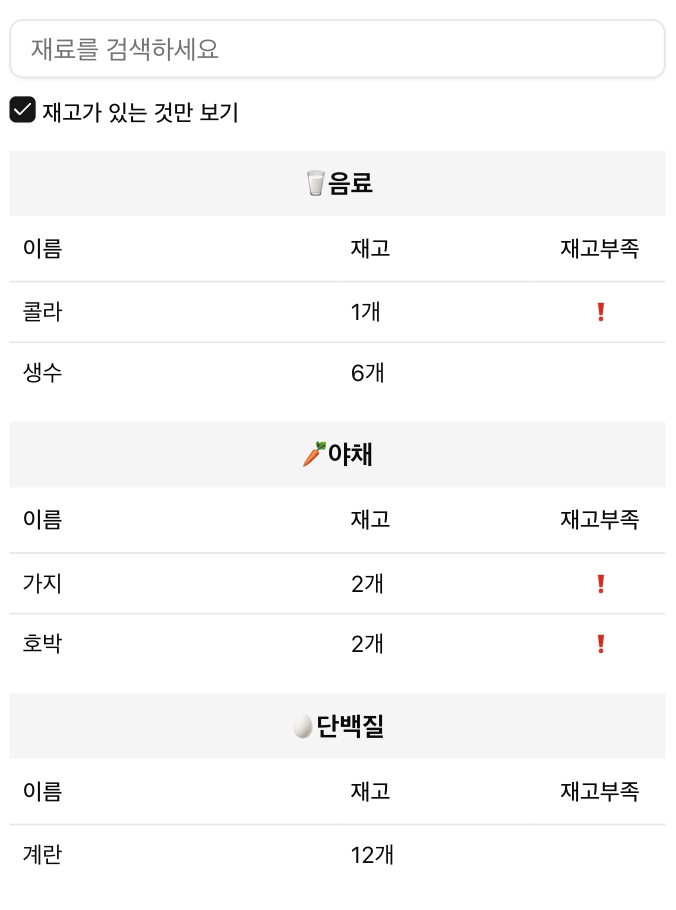 재료를 검색하세요
재고가 있는 것만 보기
🥛음료
이름 재고 재고부족
콜라 1개 ❗
생수 6개
🥕야채
이름 재고 재고부족
가지 2개 ❗
호박 2개 ❗
🥚단백질
이름 재고 재고부족
계란 12개